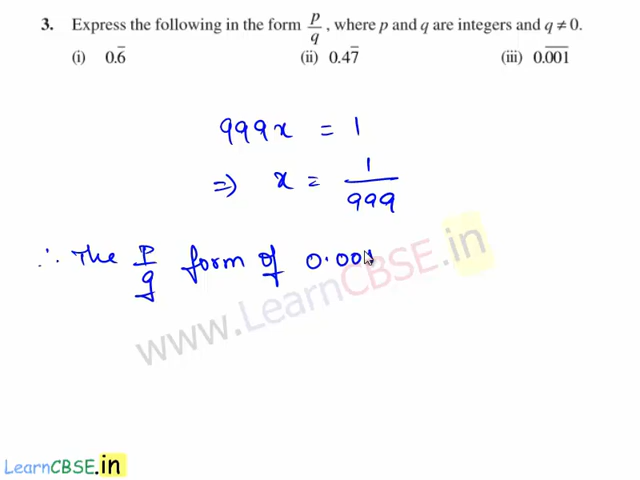 3. Express the following in the form p/q, where p and q are integers and q ≠ 0.
(i) 0.6̅ (ii) 0.47̅ (iii) 0.0̅0̅1̅
999x = 1
⇒ x = 1/999
∴ The P/q form of 0.001
www.LearnCBSE.in
LearnCBSE.in